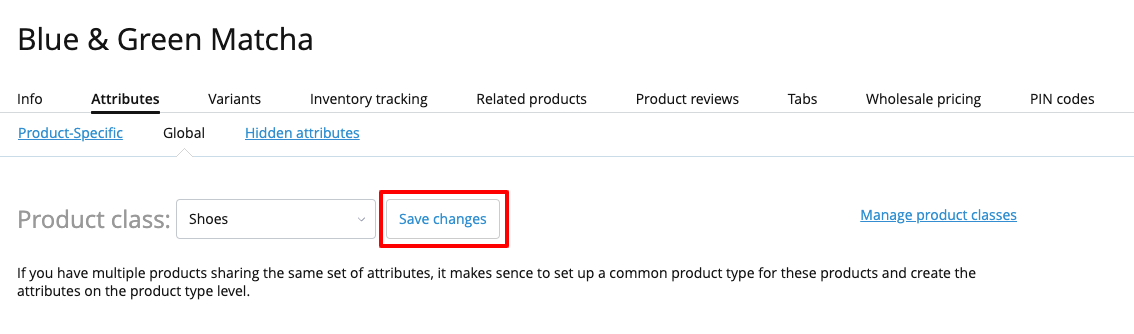 Blue & Green Matcha
Info Attributes Variants Inventory tracking Related products Product reviews Tabs Wholesale pricing PIN codes
Product-Specific Global Hidden attributes
Product class: Shoes Save changes Manage product classes
If you have multiple products sharing the same set of attributes, it makes sence to set up a common product type for these products and create the
attributes on the product type level.